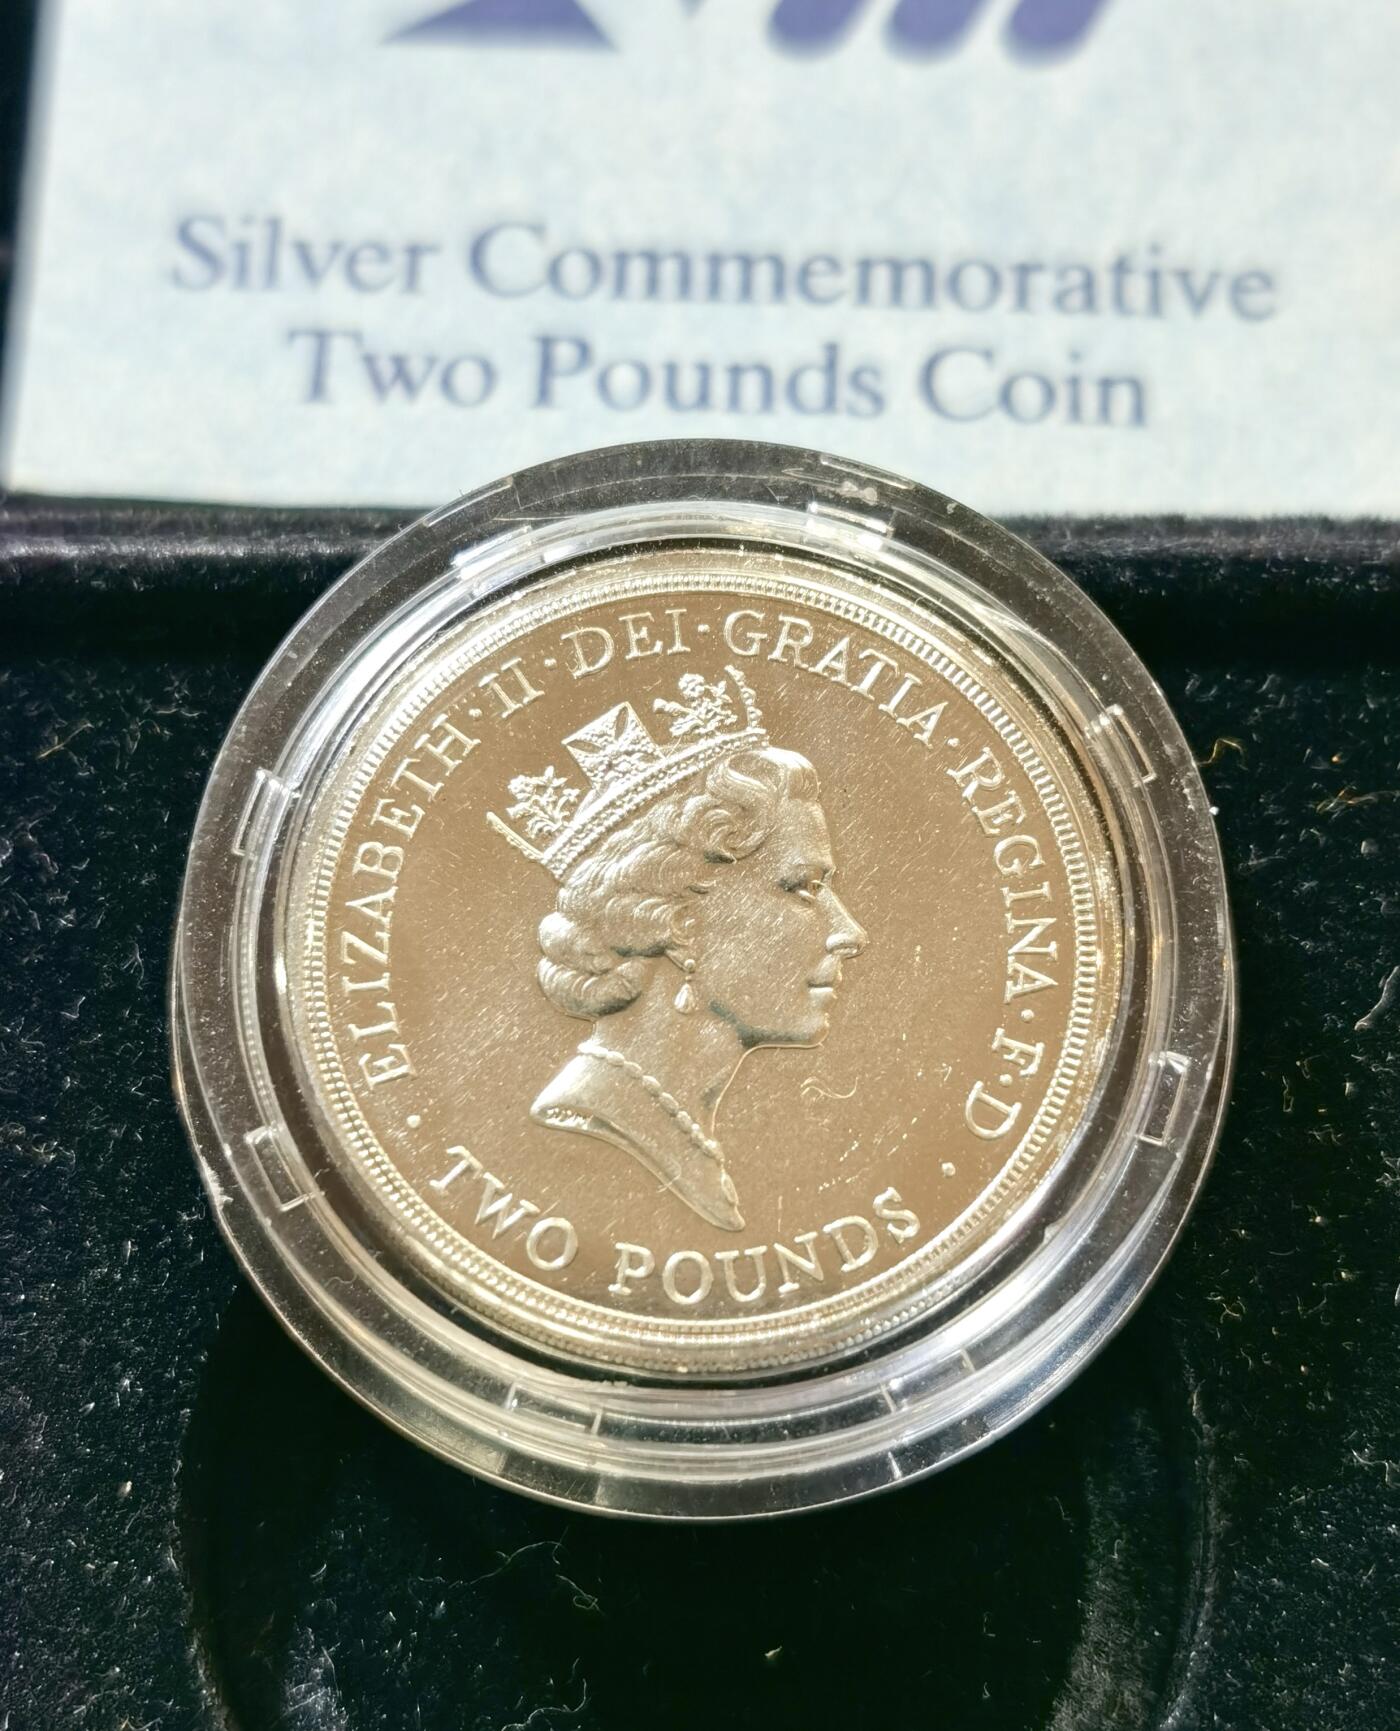 Silver Commemorative
Two Pounds Coin
ELIZABETH · II · DEI · GRATIA · REGINA · F · D
· TWO POUNDS ·